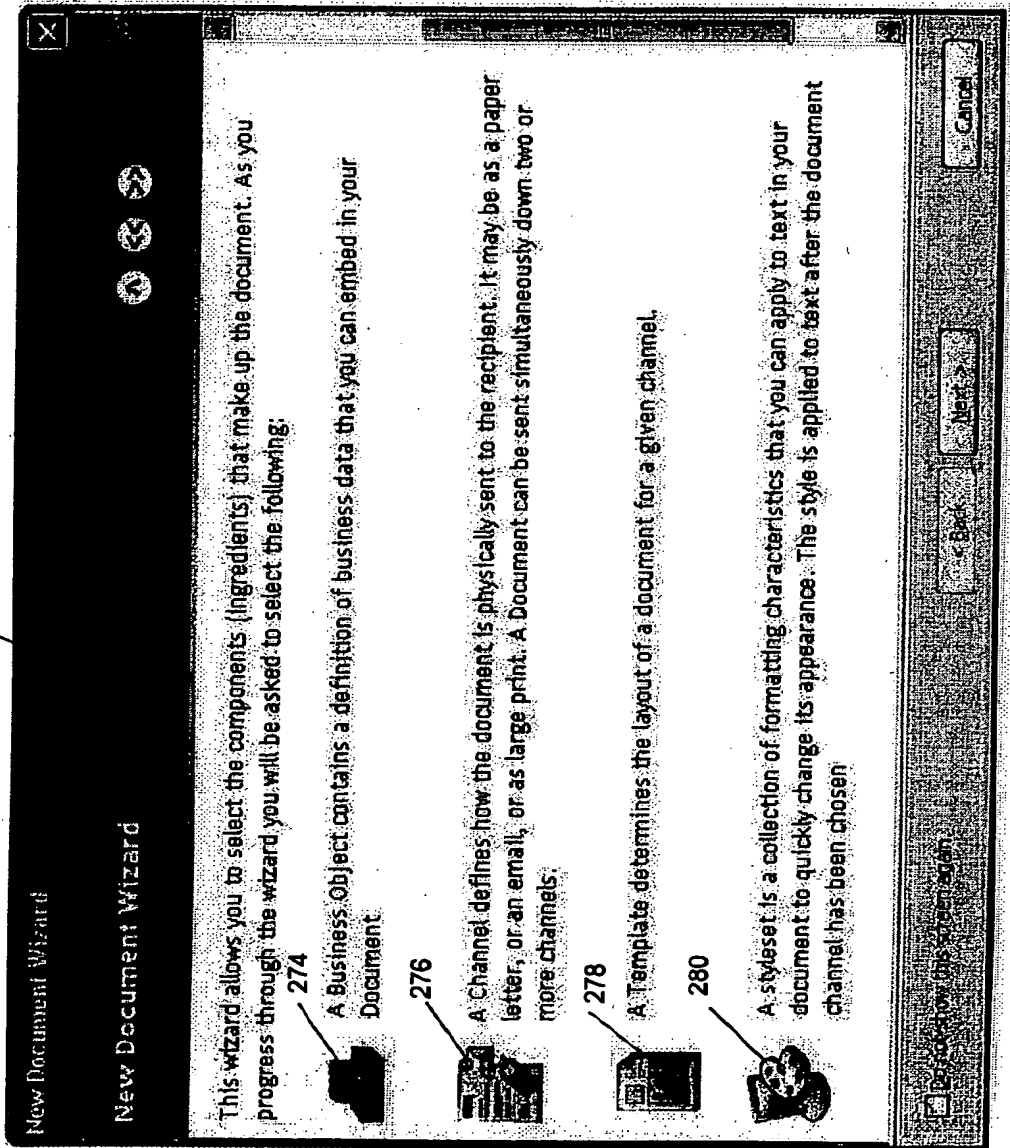 New Document Wizard
New Document Wizard
This wizard allows you to select the components (ingredients) that make up the document. As you
progress through the wizard you will be asked to select the following:
274
A Business Object contains a definition of business data that you can embed in your
Document
276
A Channel defines how the document is physically sent to the recipient. It may be as a paper
letter, or an email, or as large print. A Document can be sent simultaneously down two or
more channels.
278
A Template determines the layout of a document for a given channel.
280
A styleset is a collection of formatting characteristics that you can apply to text in your
document to quickly change its appearance. The style is applied to text after the document
channel has been chosen
Do not show this screen again
< Back
Next >
Cancel